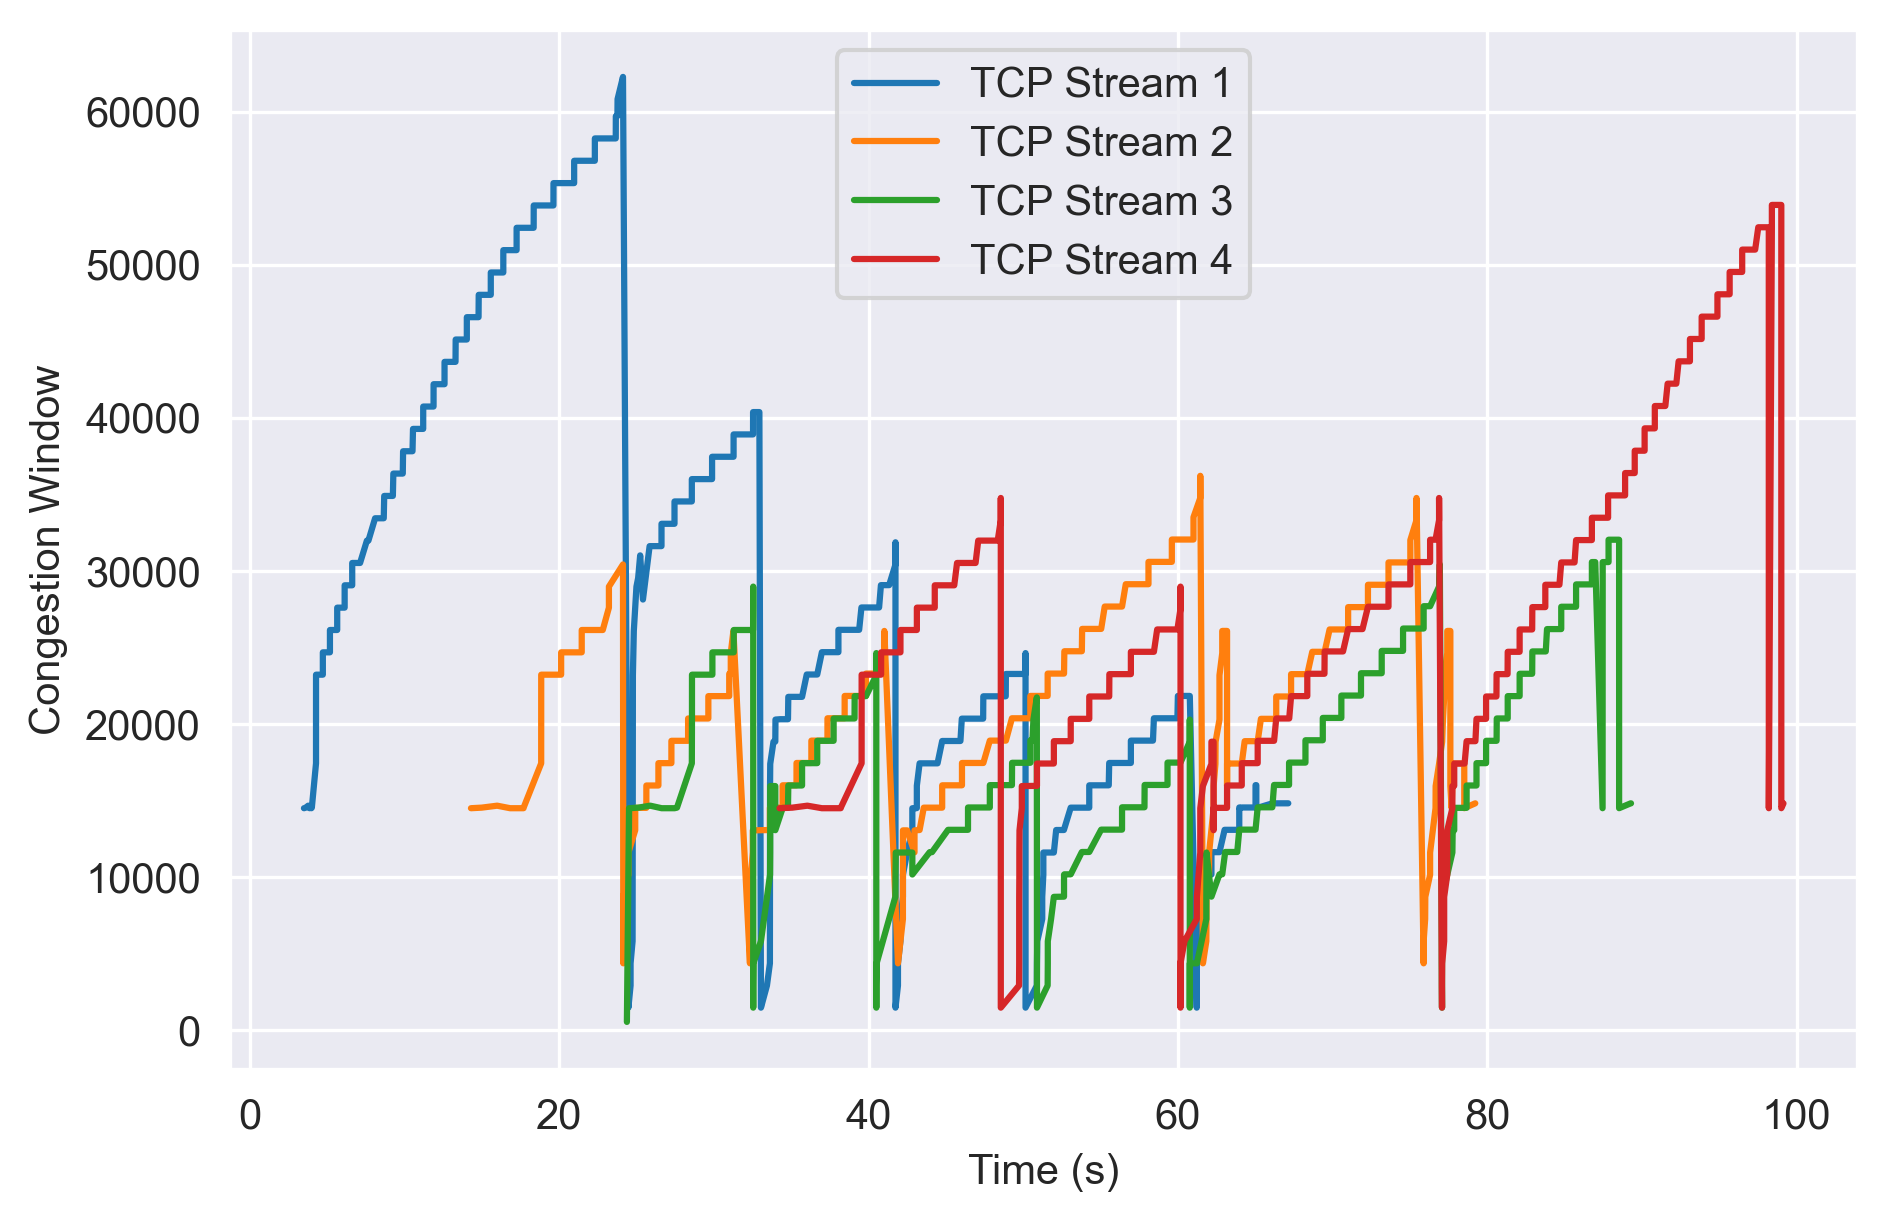 TCP Stream 1
TCP Stream 2
TCP Stream 3
TCP Stream 4
60000
50000
40000
30000
20000
10000
0
Congestion Window
0 20 40 60 80 100
Time (s)